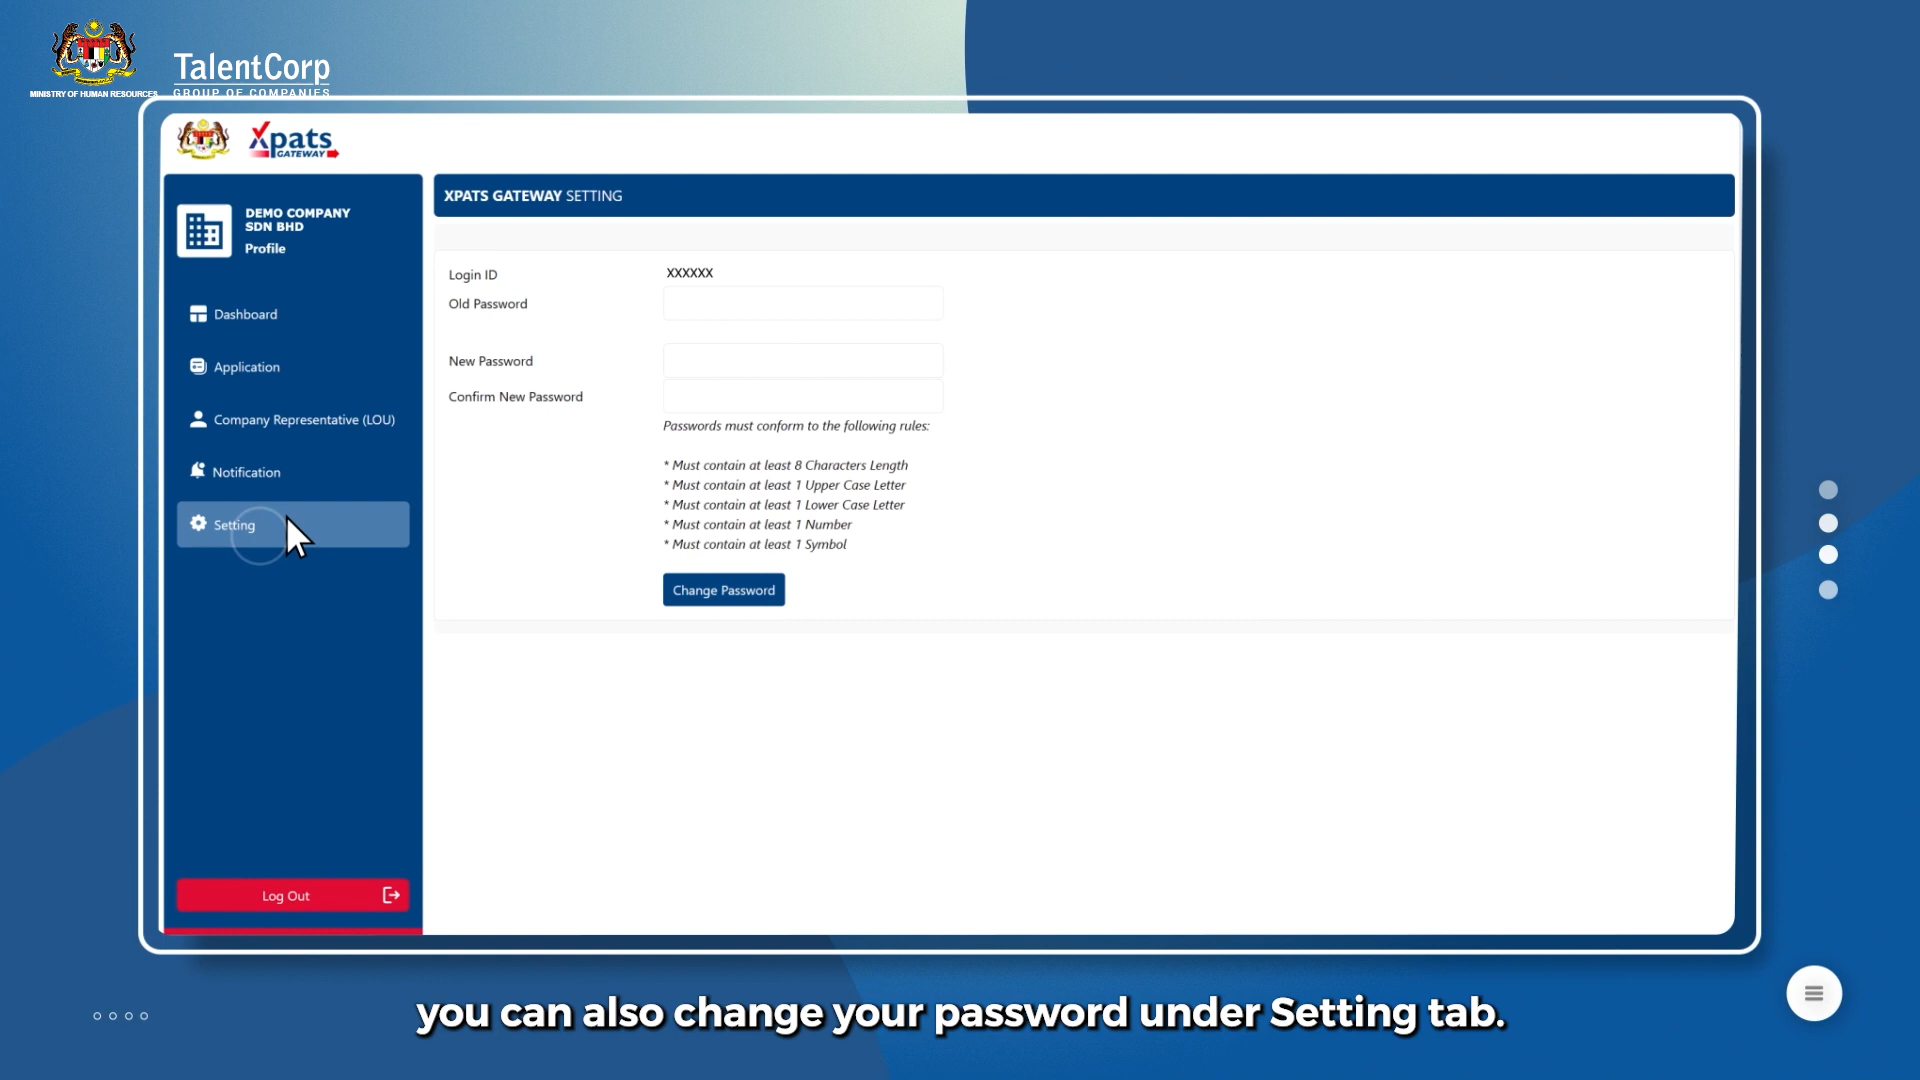 MINISTRY OF HUMAN RESOURCES
TalentCorp
GROUP OF COMPANIES
Xpats
GATEWAY
DEMO COMPANY
SDN BHD
Profile
Dashboard
Application
Company Representative (LOU)
Notification
Setting
Log Out
XPATS GATEWAY SETTING
Login ID XXXXXX
Old Password
New Password
Confirm New Password
Passwords must conform to the following rules:
* Must contain at least 8 Characters Length
* Must contain at least 1 Upper Case Letter
* Must contain at least 1 Lower Case Letter
* Must contain at least 1 Number
* Must contain at least 1 Symbol
Change Password
you can also change your password under Setting tab.